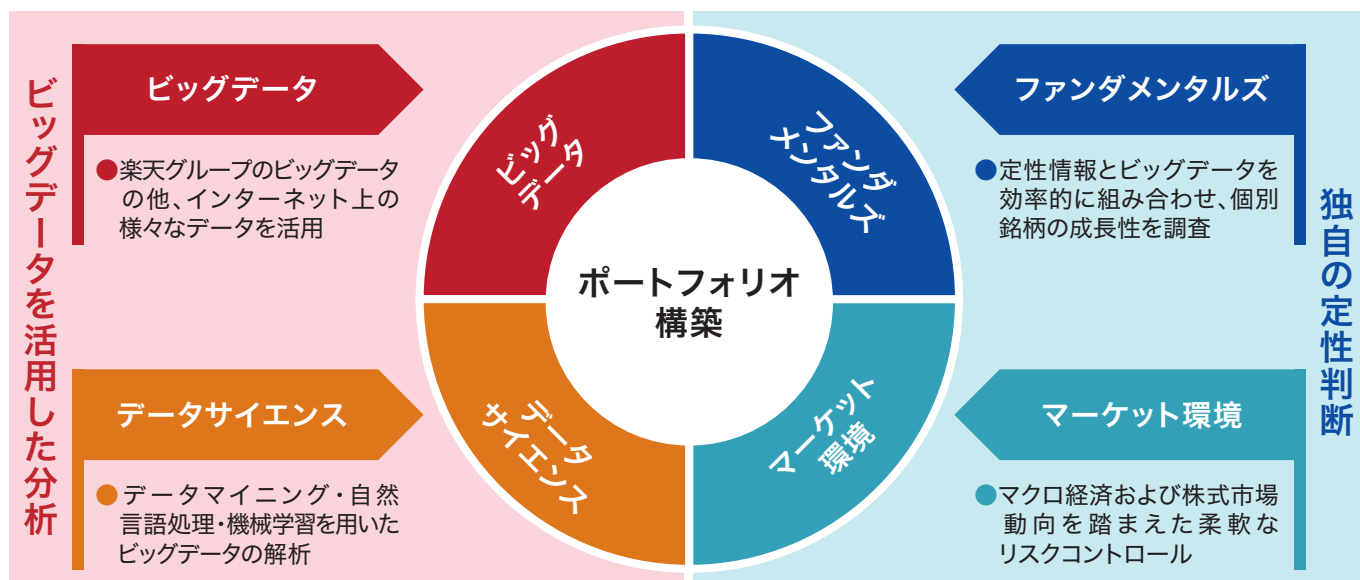 ビッグデータを活用した分析
ビッグデータ
●楽天グループのビッグデータ
の他、インターネット上の
様々なデータを活用
データサイエンス
●データマイニング・自然
言語処理・機械学習を用いた
ビッグデータの解析
ビッグ
データ
ファンダ
メンタルズ
ポートフォリオ
構築
データ
サイエンス
マーケット
環境
ファンダメンタルズ
●定性情報とビッグデータを
効率的に組み合わせ、個別
銘柄の成長性を調査
マーケット環境
●マクロ経済および株式市場
動向を踏まえた柔軟な
リスクコントロール
独自の定性判断